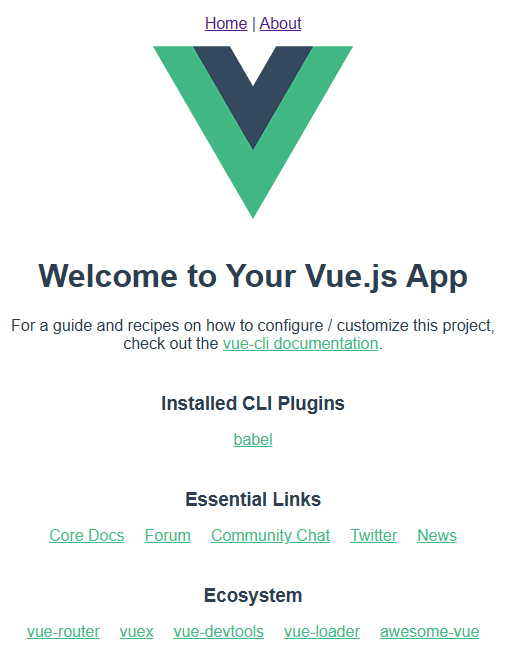 Home | About
Welcome to Your Vue.js App
For a guide and recipes on how to configure / customize this project,
check out the vue-cli documentation.
Installed CLI Plugins
babel
Essential Links
Core Docs Forum Community Chat Twitter News
Ecosystem
vue-router vuex vue-devtools vue-loader awesome-vue